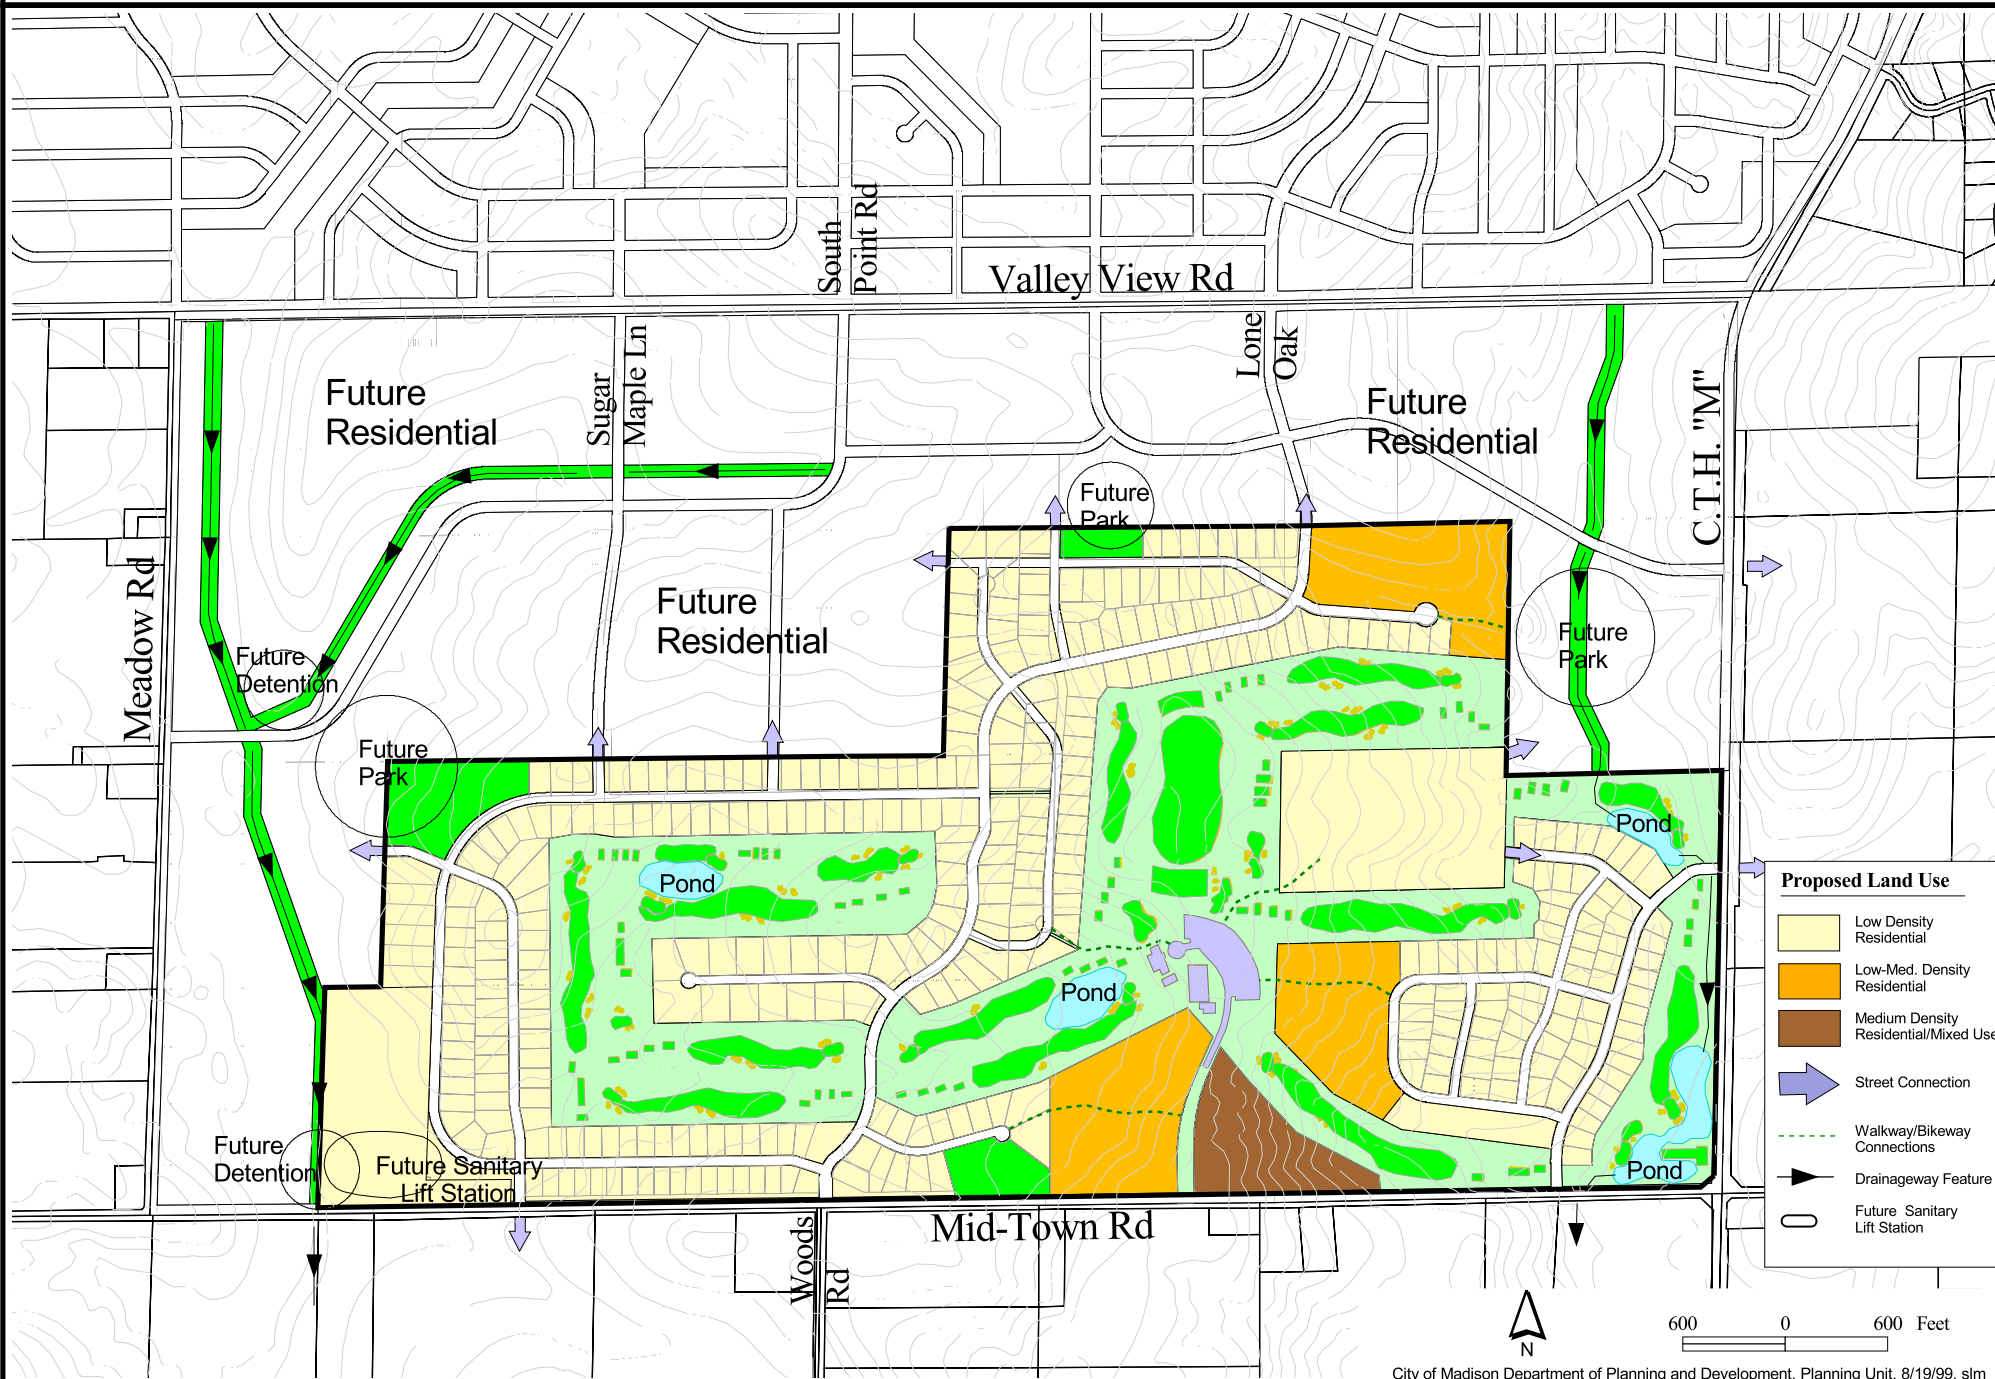 South
Point Rd
Valley View Rd
Lone
Oak
Sugar
Maple Ln
Future
Residential
Future
Residential
C.T.H. "M"
Future
Park
Meadow Rd
Future
Residential
Future
Park
Future
Detention
Future
Park
Pond
Pond
Pond
Proposed Land Use
Low Density
Residential
Low-Med. Density
Residential
Medium Density
Residential/Mixed Use
Street Connection
Walkway/Bikeway
Connections
Drainageway Feature
Future Sanitary
Lift Station
Future
Detention
Future Sanitary
Lift Station
Pond
Mid-Town Rd
Woods
Rd
N
600 0 600 Feet
City of Madison Department of Planning and Development, Planning Unit, 8/19/99, slm